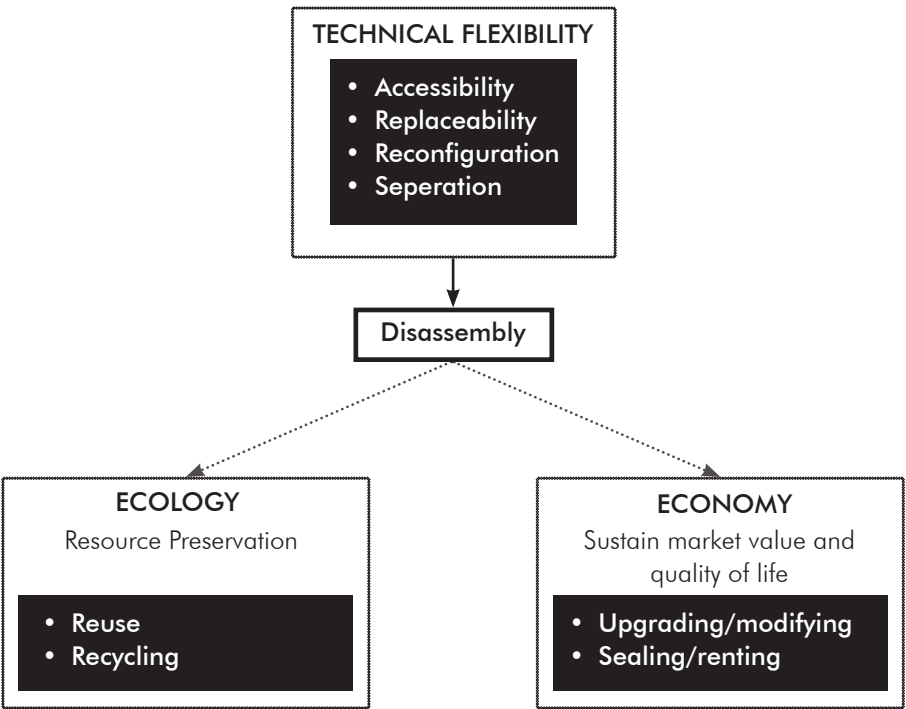 TECHNICAL FLEXIBILITY
• Accessibility
• Replaceability
• Reconfiguration
• Seperation
Disassembly
ECOLOGY
Resource Preservation
• Reuse
• Recycling
ECONOMY
Sustain market value and
quality of life
• Upgrading/modifying
• Sealing/renting